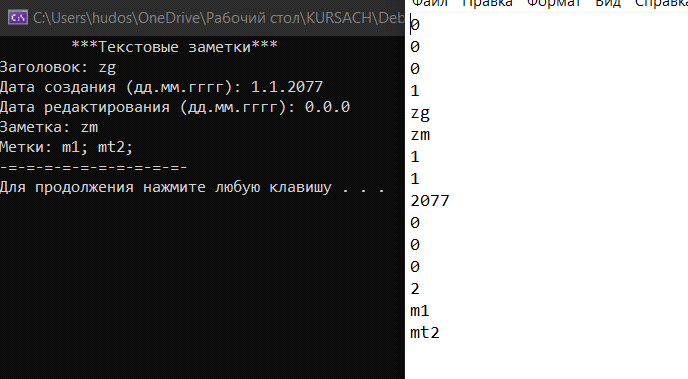 C:\Users\hudos\OneDrive\Рабочий стол\KURSACH\Deb
***Текстовые заметки***
Заголовок: zg
Дата создания (дд.мм.гггг): 1.1.2077
Дата редактирования (дд.мм.гггг): 0.0.0
Заметка: zm
Метки: m1; mt2;
-=-=-=-=-=-=-=-=-=-=-
Для продолжения нажмите любую клавишу . . .
Файл Правка Формат Вид Справка
0
0
0
1
zg
zm
1
1
2077
0
0
0
2
m1
mt2